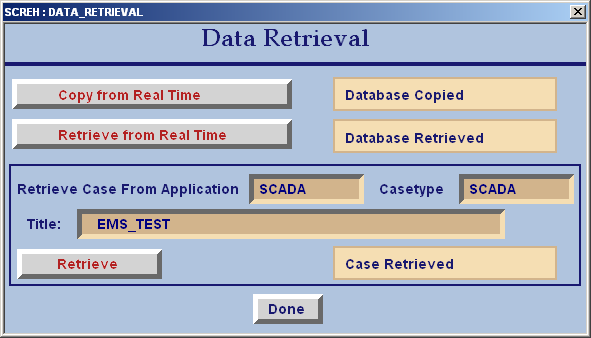 SCREH : DATA_RETRIEVAL
Data Retrieval
Copy from Real Time Database Copied
Retrieve from Real Time Database Retrieved
Retrieve Case From Application SCADA Casetype SCADA
Title: EMS_TEST
Retrieve Case Retrieved
Done